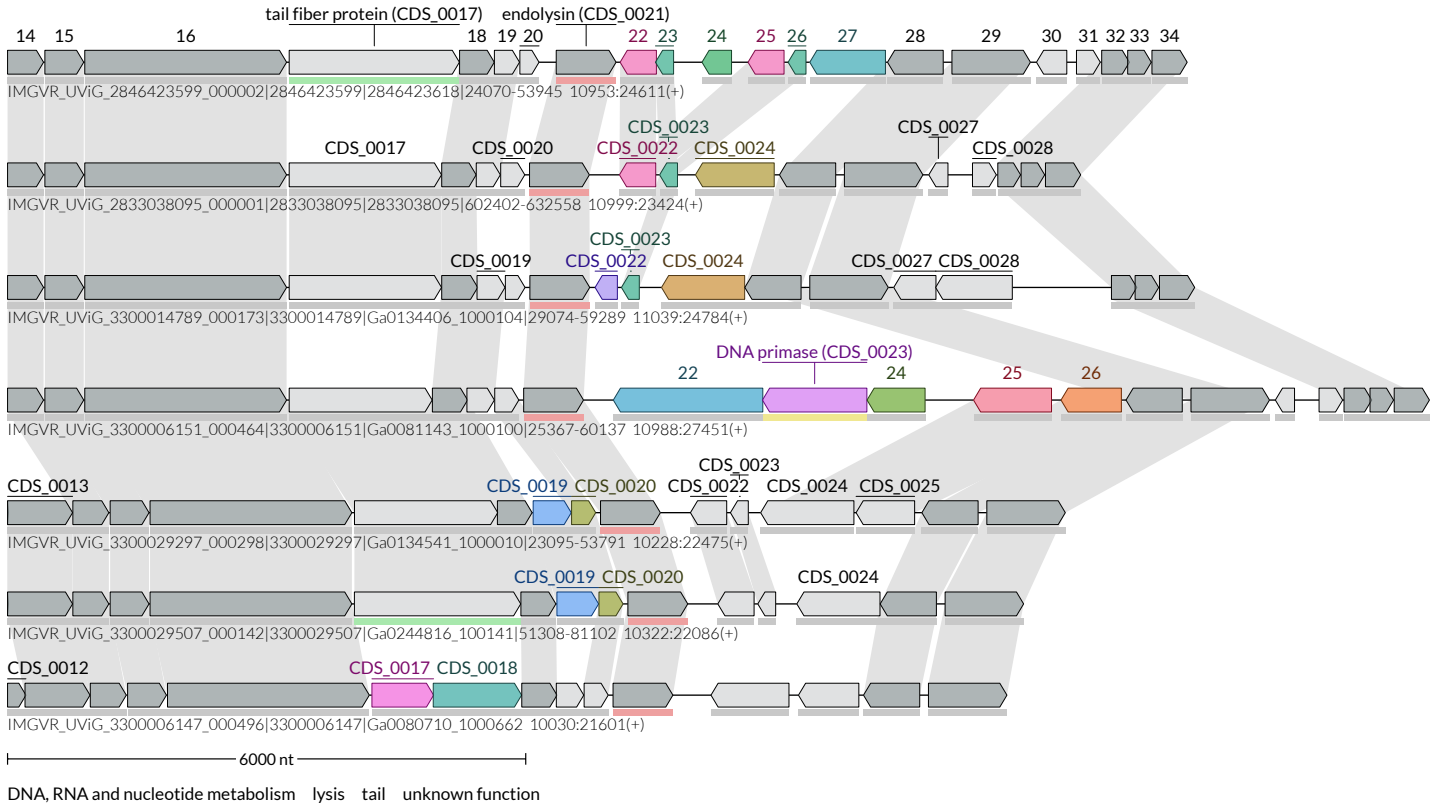 tail fiber protein (CDS_0017) endolysin (CDS_0021)
14 15 16 18 19 20 22 23 24 25 26 27 28 29 30 31 32 33 34
IMGVR_UViG_2846423599_000002|2846423599|2846423618|24070-53945 10953:24611(+)
CDS_0023 CDS_0027
CDS_0017 CDS_0020 CDS_0022 CDS_0024 CDS_0028
IMGVR_UViG_2833038095_000001|2833038095|2833038095|602402-632558 10999:23424(+)
CDS_0023
CDS_0019 CDS_0022 CDS_0024 CDS_0027 CDS_0028
IMGVR_UViG_3300014789_000173|3300014789|Ga0134406_1000104|29074-59289 11039:24784(+)
DNA primase (CDS_0023)
22 24 25 26
IMGVR_UViG_3300006151_000464|3300006151|Ga0081143_1000100|25367-60137 10988:27451(+)
CDS_0023
CDS_0013 CDS_0019 CDS_0020 CDS_0022 CDS_0024 CDS_0025
IMGVR_UViG_3300029297_000298|3300029297|Ga0134541_1000010|23095-53791 10228:22475(+)
CDS_0019 CDS_0020 CDS_0024
IMGVR_UViG_3300029507_000142|3300029507|Ga0244816_100141|51308-81102 10322:22086(+)
CDS_0012 CDS_0017 CDS_0018
IMGVR_UViG_3300006147_000496|3300006147|Ga0080710_1000662 10030:21601(+)
6000 nt
DNA, RNA and nucleotide metabolism lysis tail unknown function